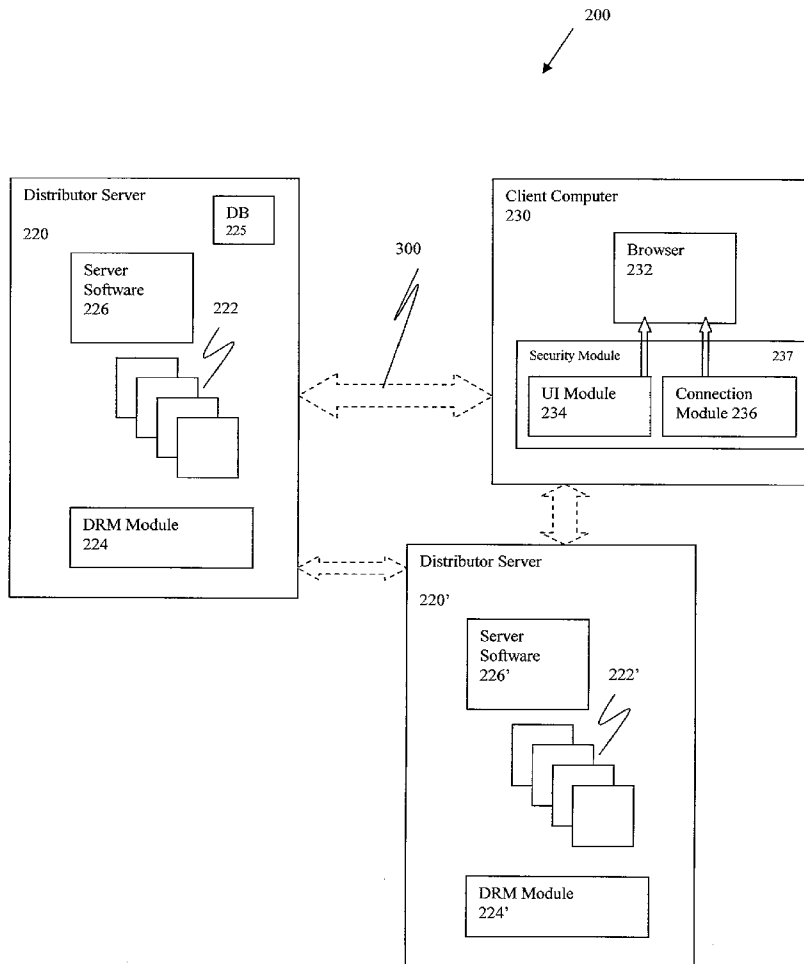 200
Distributor Server
220
DB
225
Server
Software
226
222
300
Client Computer
230
Browser
232
Security Module
237
UI Module
234
Connection
Module 236
DRM Module
224
Distributor Server
220’
Server
Software
226’
222’
DRM Module
224’